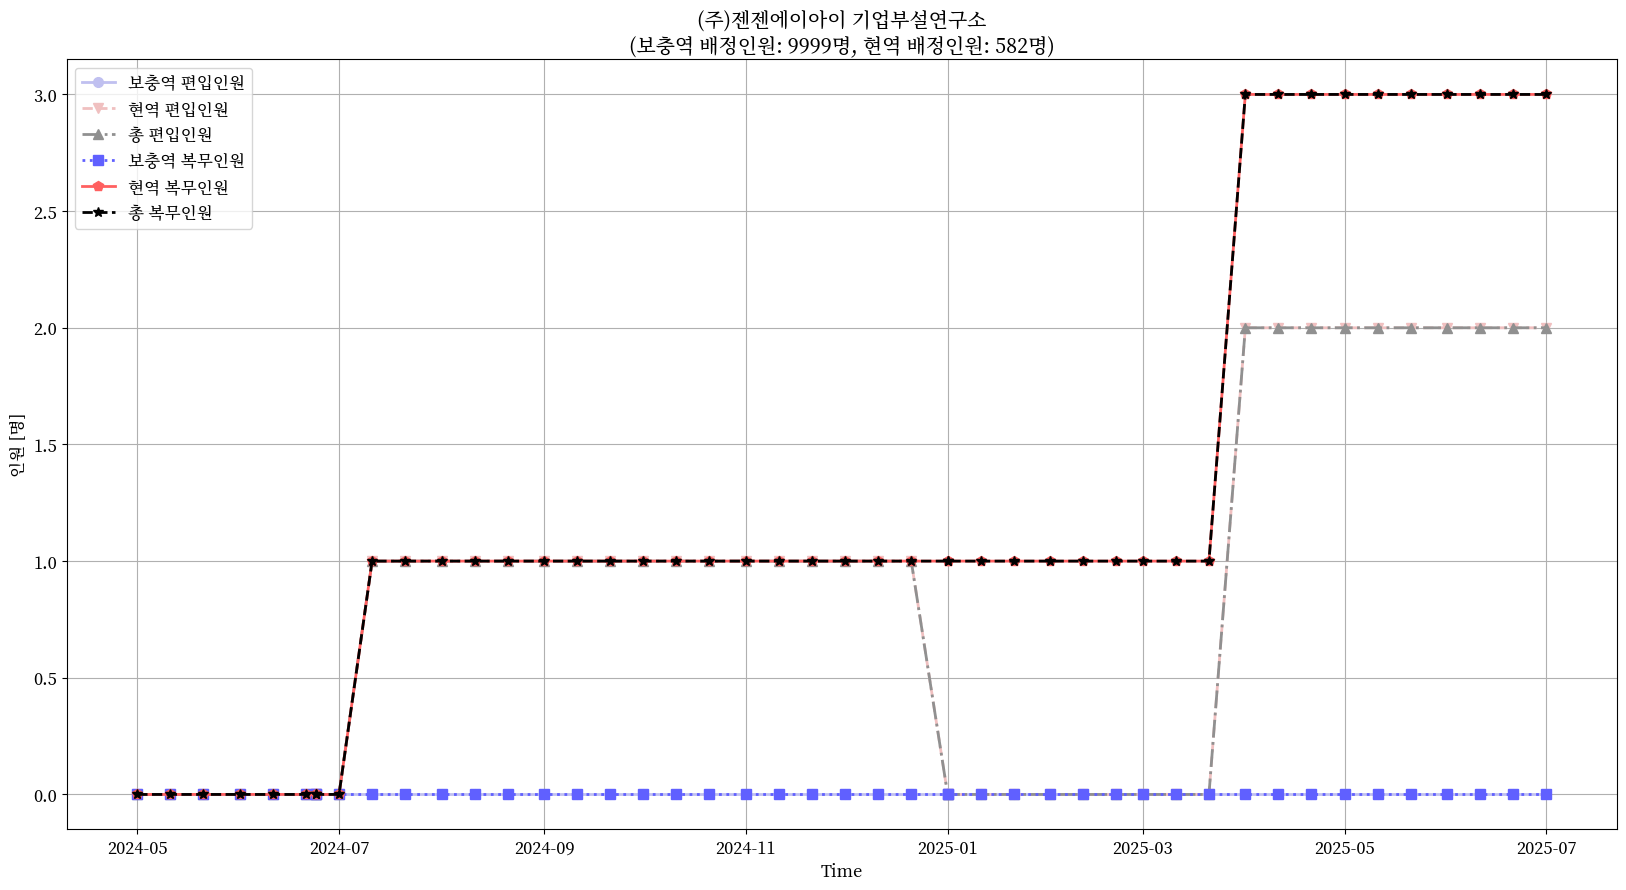 (주)젠젠에이아이 기업부설연구소
(보충역 배정인원: 9999명, 현역 배정인원: 582명)
보충역 편입인원
현역 편입인원
총 편입인원
보충역 복무인원
현역 복무인원
총 복무인원
3.0
2.5
2.0
1.5
1.0
0.5
0.0
인원 [명]
2024-05
2024-07
2024-09
2024-11
2025-01
2025-03
2025-05
2025-07
Time